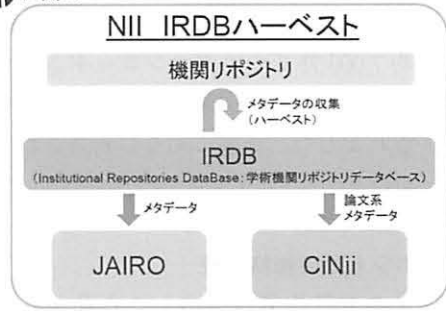 NII IRDBハーベスト
機関リポジトリ
メタデータの収集
(ハーベスト)
IRDB
(Institutional Repositories DataBase:学術機関リポジトリデータベース)
メタデータ
論文系
メタデータ
JAIRO
CiNii